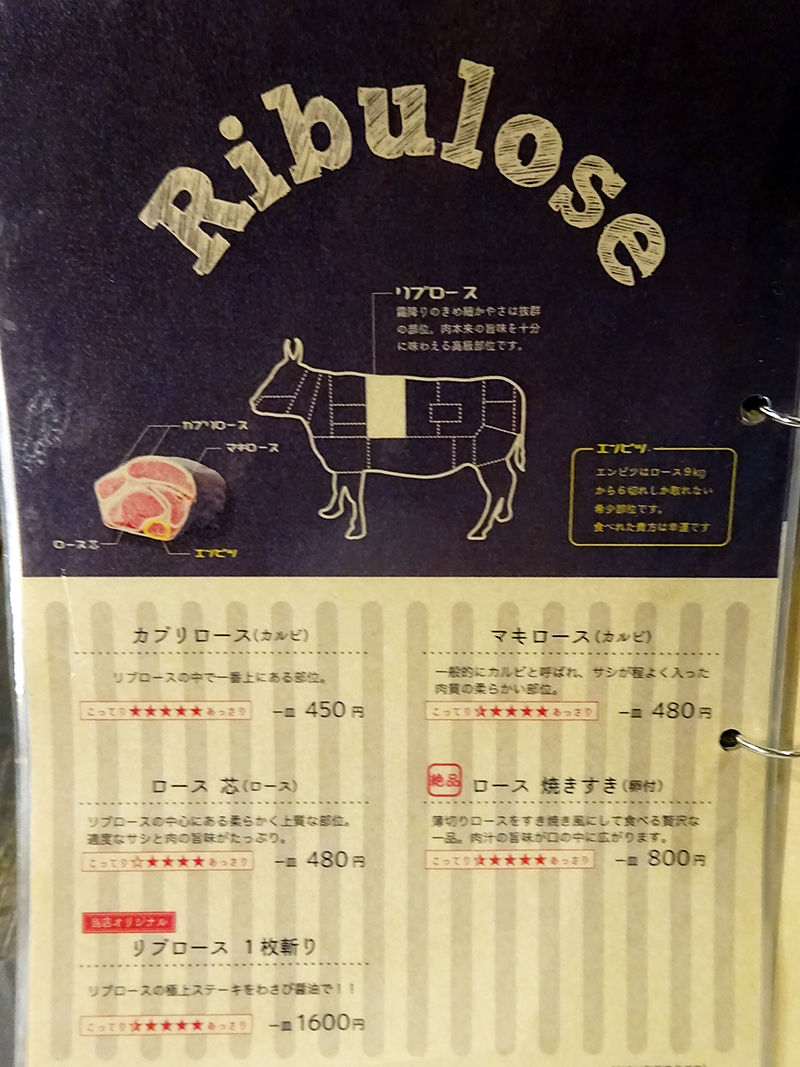 Ribulose
リブロース
霜降りのきめ細かやさは抜群
の部位。肉本来の旨味を十分
に味わえる高級部位です。
カブリロース
マキロース
ロース芯
エンピツ
エンピツ
エンピツはロース9kg
から6切れしか取れない
希少部位です。
食べれた貴方は幸運です
カブリロース(カルビ)
リブロースの中で一番上にある部位。
こってり★★★★★あっさり 一皿 450円
マキロース(カルビ)
一般的にカルビと呼ばれ、サシが程よく入った
肉質の柔らかい部位。
こってり☆★★★★あっさり 一皿 480円
ロース 芯(ロース)
リブロースの中心にある柔らかく上質な部位。
適度なサシと肉の旨味がたっぷり。
こってり☆★★★★あっさり 一皿 480円
絶品 ロース 焼きすき(卵付)
薄切りロースをすき焼き風にして食べる贅沢な
一品。肉汁の旨味が口の中に広がります。
こってり☆★★★★あっさり 一皿 800円
当店オリジナル
リブロース 1枚斬り
リブロースの極上ステーキをわさび醤油で!!
こってり☆★★★★あっさり 一皿1600円